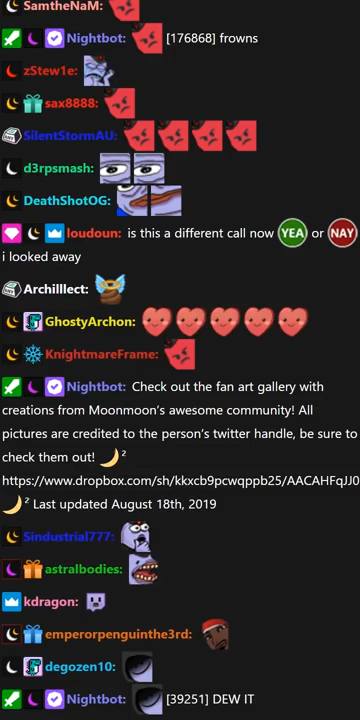 SamtheNaM:
Nightbot: [176868] frowns
zStew1e:
sax8888:
SilentStormAU:
d3rpsmash:
DeathShotOG:
loudoun: is this a different call now YEA or NAY
i looked away
Archilllect:
GhostyArchon:
KnightmareFrame:
Nightbot: Check out the fan art gallery with
creations from Moonmoon's awesome community! All
pictures are credited to the person's twitter handle, be sure to
check them out! 🌙²
https://www.dropbox.com/sh/kkxcb9pcwqppb25/AACAHFqJJ0
🌙² Last updated August 18th, 2019
Sindustrial777:
astralbodies:
kdragon:
emperorpenguinthe3rd:
degozen10:
Nightbot: [39251] DEW IT